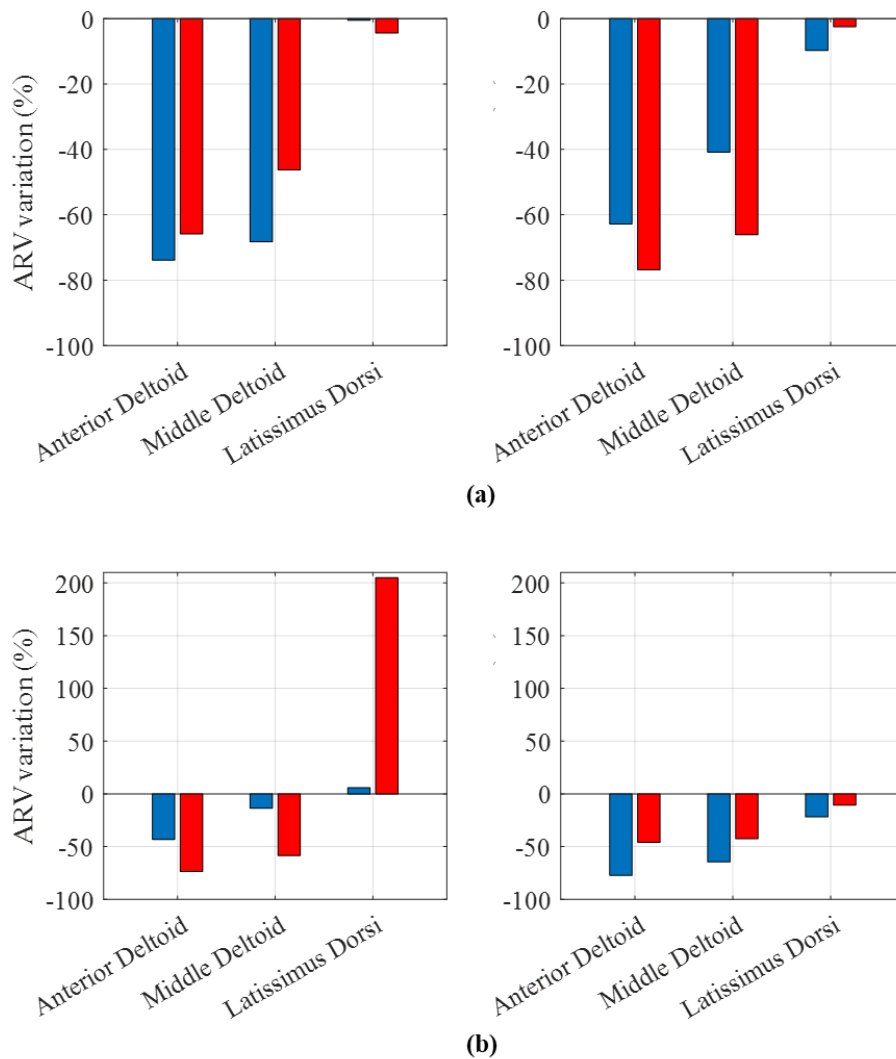 ARV variation (%)
0
-20
-40
-60
-80
-100
Anterior Deltoid
Middle Deltoid
Latissimus Dorsi
0
-20
-40
-60
-80
-100
Anterior Deltoid
Middle Deltoid
Latissimus Dorsi
(a)
ARV variation (%)
200
150
100
50
0
-50
-100
Anterior Deltoid
Middle Deltoid
Latissimus Dorsi
200
150
100
50
0
-50
-100
Anterior Deltoid
Middle Deltoid
Latissimus Dorsi
(b)